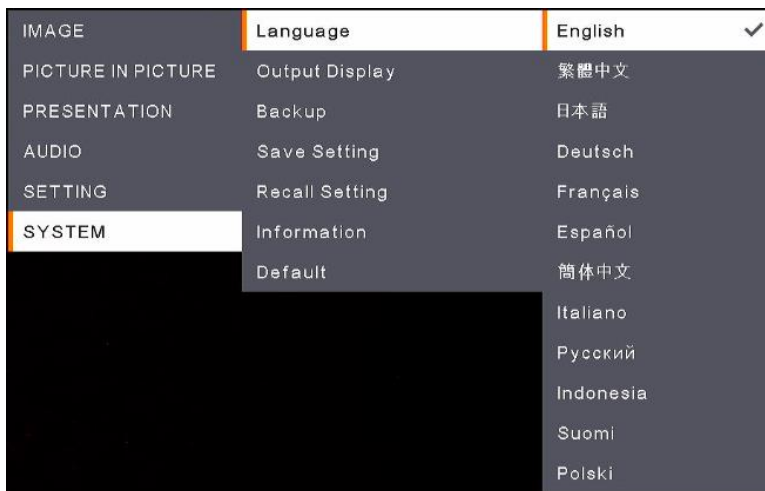 IMAGE
PICTURE IN PICTURE
PRESENTATION
AUDIO
SETTING
SYSTEM
Language
Output Display
Backup
Save Setting
Recall Setting
Information
Default
English
繁體中文
日本語
Deutsch
Français
Español
簡体中文
Italiano
Русский
Indonesia
Suomi
Polski